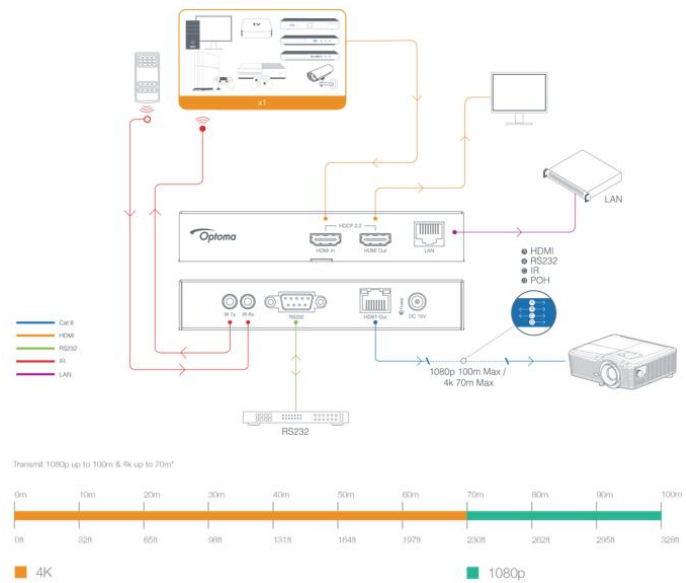 tv
x1
LAN
Optoma
HDCP 2.2
HDMI In
HDMI Out
LAN
A HDMI
B RS232
C IR
D POH
IR Tx
IR Rx
RS232
HDBT Out
Power
DC 18V
Cat 6
HDMI
RS232
IR
LAN
1080p 100m Max /
4k 70m Max
RS232
Transmit 1080p up to 100m & 4k up to 70m*
0m 10m 20m 30m 40m 50m 60m 70m 80m 90m 100m
0ft 32ft 65ft 98ft 131ft 164ft 197ft 230ft 262ft 295ft 328ft
4K
1080p